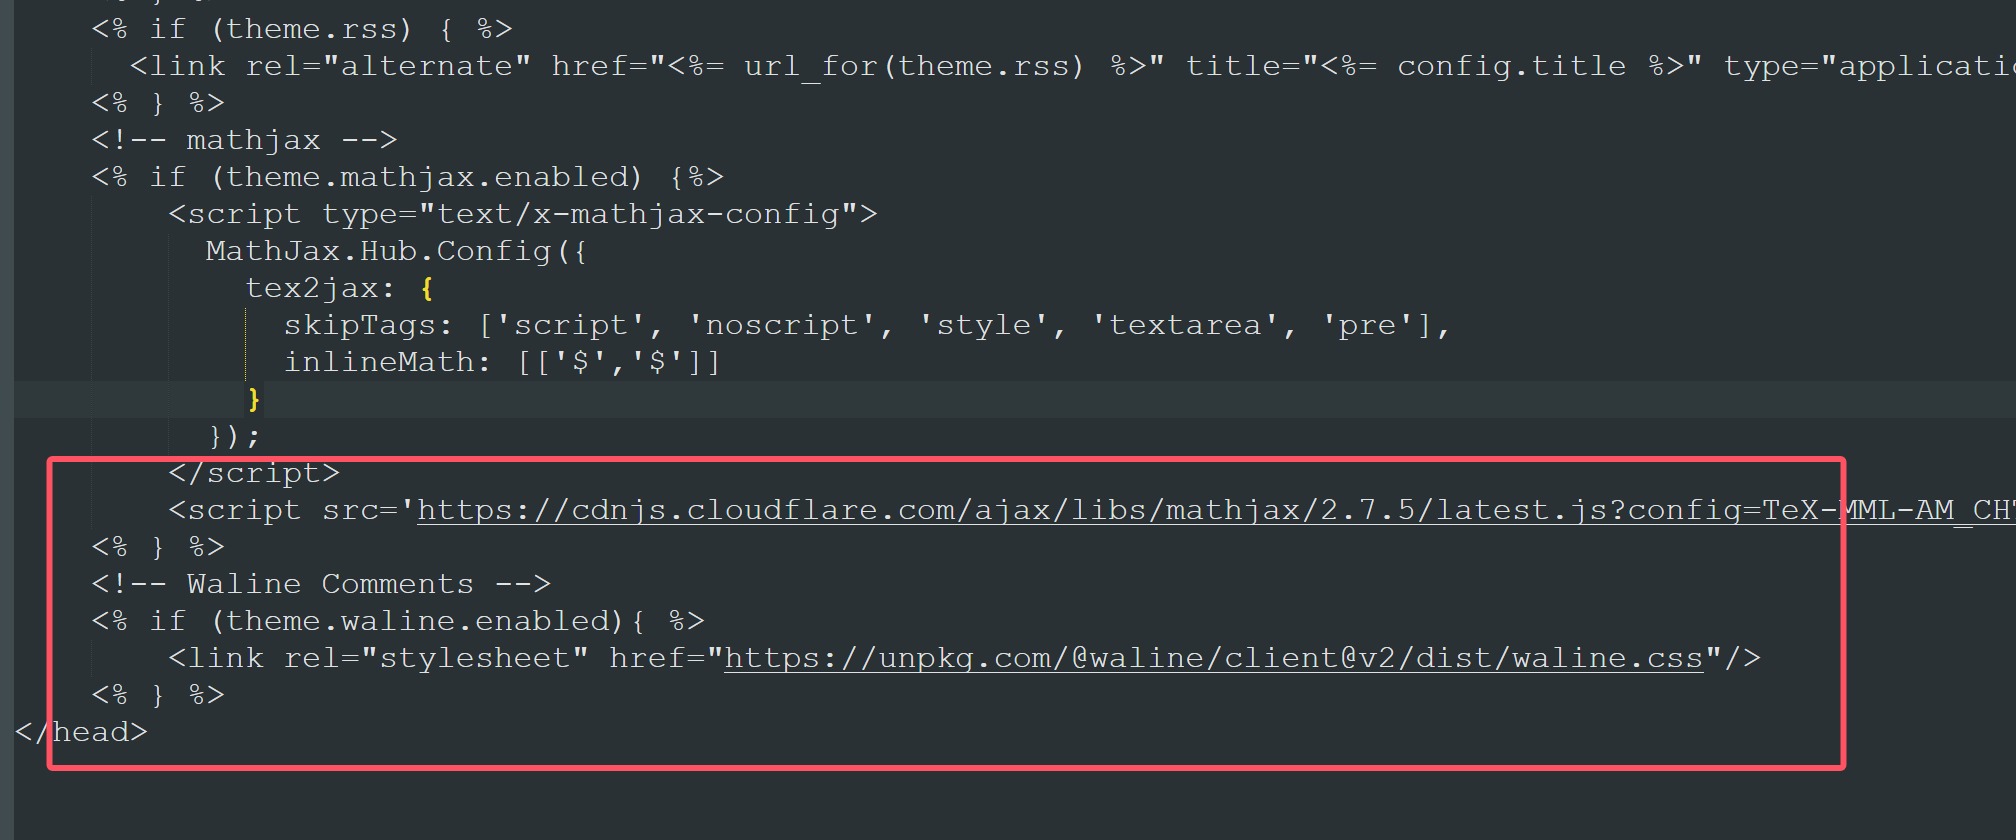 <% if (theme.rss) { %>
<link rel="alternate" href="<%= url_for(theme.rss) %>" title="<%= config.title %>" type="applicatio
<% } %>
<!-- mathjax -->
<% if (theme.mathjax.enabled) {%>
<script type="text/x-mathjax-config">
MathJax.Hub.Config({
tex2jax: {
skipTags: ['script', 'noscript', 'style', 'textarea', 'pre'],
inlineMath: [['$','$']]
}
});
</script>
<script src='https://cdnjs.cloudflare.com/ajax/libs/mathjax/2.7.5/latest.js?config=TeX-MML-AM_CHT
<% } %>
<!-- Waline Comments -->
<% if (theme.waline.enabled){ %>
<link rel="stylesheet" href="https://unpkg.com/@waline/client@v2/dist/waline.css"/>
<% } %>
</head>